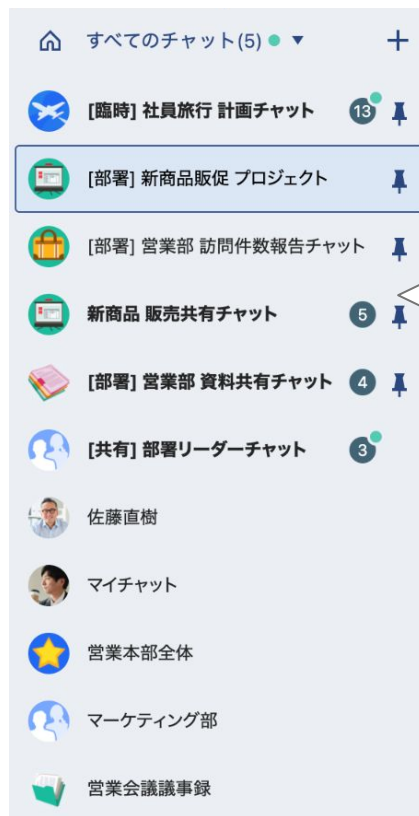 すべてのチャット(5)
[臨時] 社員旅行 計画チャット 13
[部署] 新商品販促 プロジェクト
[部署] 営業部 訪問件数報告チャット
新商品 販売共有チャット 5
[部署] 営業部 資料共有チャット 4
[共有] 部署リーダーチャット 3
佐藤直樹
マイチャット
営業本部全体
マーケティング部
営業会議議事録